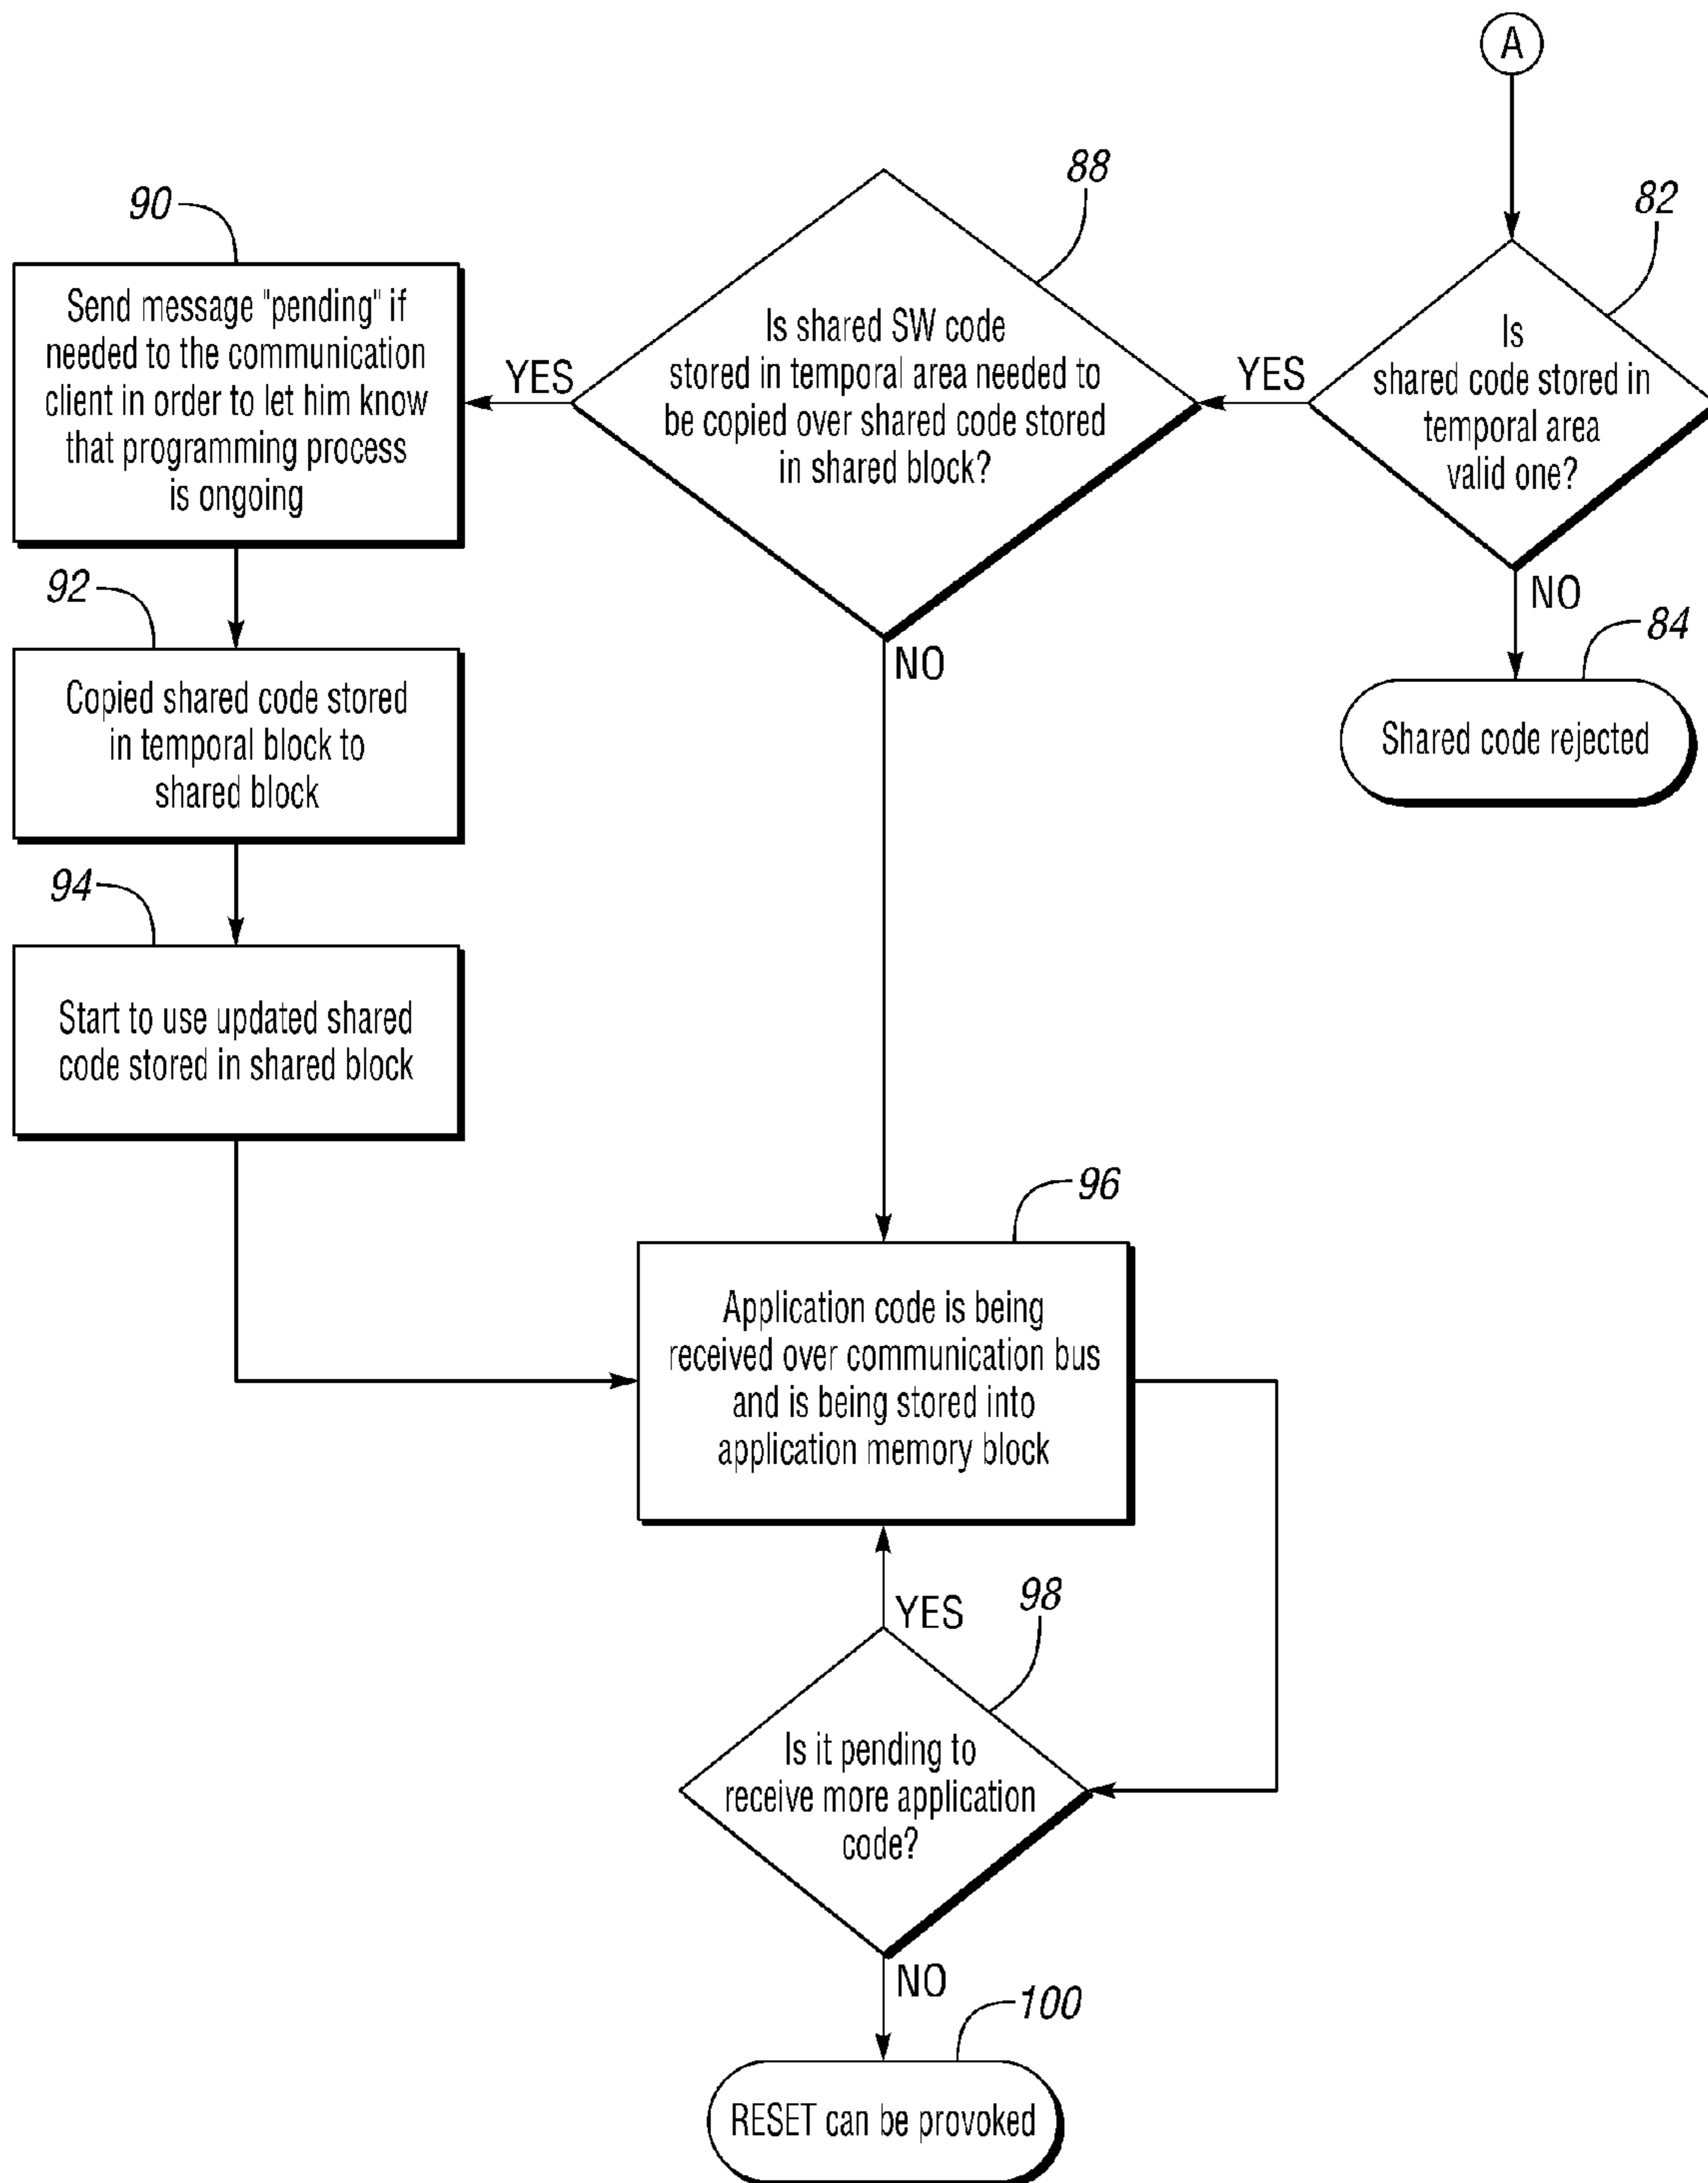 A
88
82
90
Send message "pending" if
needed to the communication
client in order to let him know
that programming process
is ongoing
YES
Is shared SW code
stored in temporal area needed to
be copied over shared code stored
in shared block?
YES
Is
shared code stored in
temporal area
valid one?
NO
84
Shared code rejected
NO
92
Copied shared code stored
in temporal block to
shared block
94
Start to use updated shared
code stored in shared block
96
Application code is being
received over communication bus
and is being stored into
application memory block
YES
98
Is it pending to
receive more application
code?
NO
100
RESET can be provoked